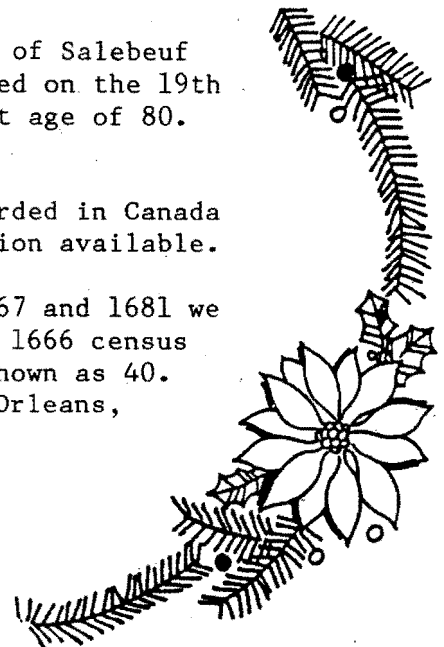 of Salebeuf
ed on the 19th
t age of 80.
rded in Canada
ion available.
67 and 1681 we
1666 census
nown as 40.
Orleans,